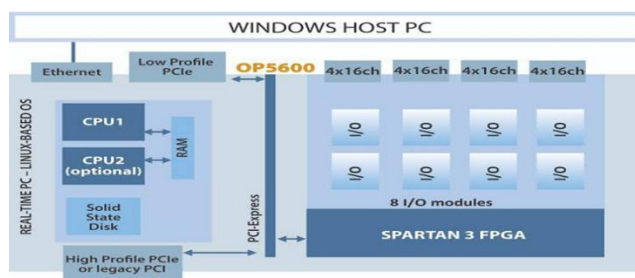 WINDOWS HOST PC
Ethernet
Low Profile
PCIe
OP5600
4x16ch
4x16ch
4x16ch
4x16ch
REAL-TIME PC – LINUX-BASED OS
CPU1
CPU2
(optional)
RAM
Solid
State
Disk
High Profile PCIe
or legacy PCI
PCI-Express
I/O
I/O
I/O
I/O
I/O
I/O
I/O
I/O
8 I/O modules
SPARTAN 3 FPGA